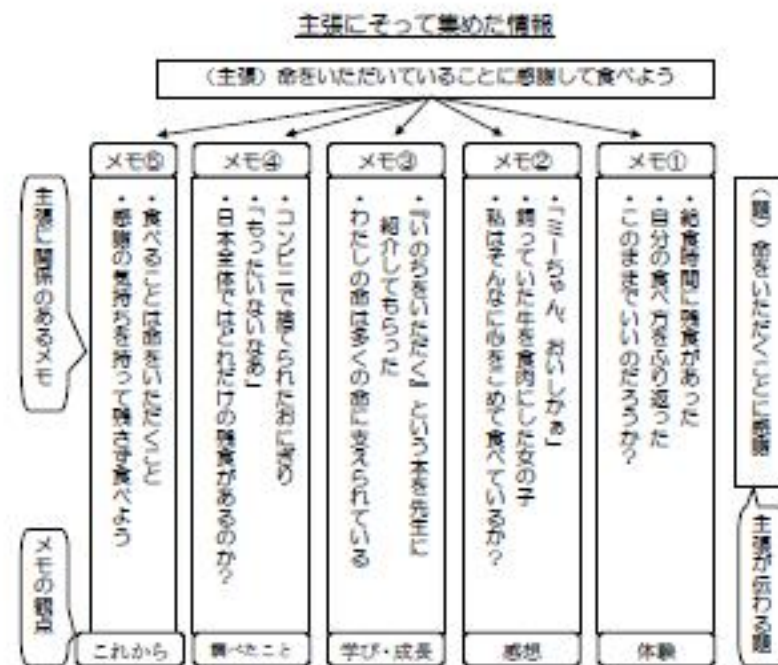 主張にそって集めた情報
（主張）命をいただいていることに感謝して食べよう
（題）命をいただくことに感謝
主張が伝わる題
メモ①
・給食時間に残食があった
・自分の食べ方をふり返った
・このままでいいのだろうか？
体験
メモ②
・「ミーちゃん、おいしかぁ」
・飼っていた牛を食肉にした女の子
・私はそんなに心をこめて食べているか？
感想
メモ③
・『いのちをいただく』という本を先生に
紹介してもらった
・わたしの命は多くの命に支えられている
学び・成長
メモ④
・コンビニで捨てられたおにぎり
・「もったいないなあ」
・日本全体ではどれだけの残食があるのか？
調べたこと
メモ⑤
・食べることは命をいただくこと
・感謝の気持ちを持って残さず食べよう
これから
主張に関係のあるメモ
メモの観点